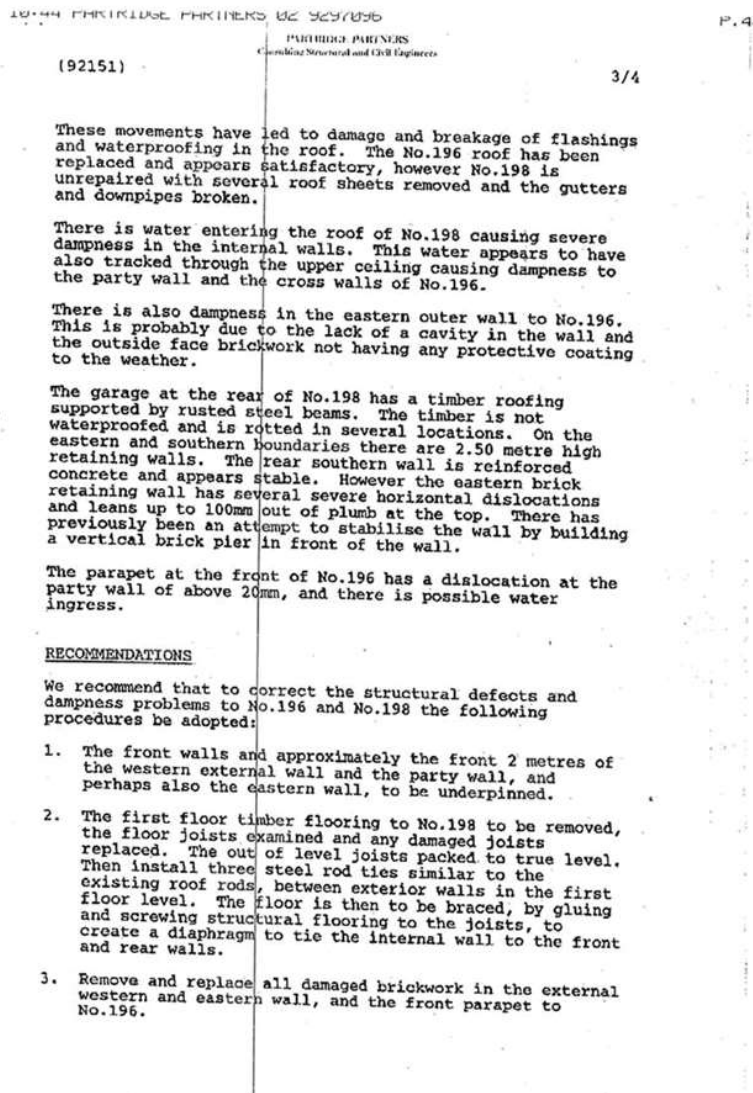 10:44 PARTRIDGE PARTNERS 02 9297096
P.4
PARTRIDGE PARTNERS
Consulting Structural and Civil Engineers
(92151)
3/4
These movements have led to damage and breakage of flashings
and waterproofing in the roof. The No.196 roof has been
replaced and appears satisfactory, however No.198 is
unrepaired with several roof sheets removed and the gutters
and downpipes broken.
There is water entering the roof of No.198 causing severe
dampness in the internal walls. This water appears to have
also tracked through the upper ceiling causing dampness to
the party wall and the cross walls of No.196.
There is also dampness in the eastern outer wall to No.196.
This is probably due to the lack of a cavity in the wall and
the outside face brickwork not having any protective coating
to the weather.
The garage at the rear of No.198 has a timber roofing
supported by rusted steel beams. The timber is not
waterproofed and is rotted in several locations. On the
eastern and southern boundaries there are 2.50 metre high
retaining walls. The rear southern wall is reinforced
concrete and appears stable. However the eastern brick
retaining wall has several severe horizontal dislocations
and leans up to 100mm out of plumb at the top. There has
previously been an attempt to stabilise the wall by building
a vertical brick pier in front of the wall.
The parapet at the front of No.196 has a dislocation at the
party wall of above 20mm, and there is possible water
ingress.
RECOMMENDATIONS
We recommend that to correct the structural defects and
dampness problems to No.196 and No.198 the following
procedures be adopted:
1. The front walls and approximately the front 2 metres of
the western external wall and the party wall, and
perhaps also the eastern wall, to be underpinned.
2. The first floor timber flooring to No.198 to be removed,
the floor joists examined and any damaged joists
replaced. The out of level joists packed to true level.
Then install three steel rod ties similar to the
existing roof rods, between exterior walls in the first
floor level. The floor is then to be braced, by gluing
and screwing structural flooring to the joists, to
create a diaphragm to tie the internal wall to the front
and rear walls.
3. Remove and replace all damaged brickwork in the external
western and eastern wall, and the front parapet to
No.196.